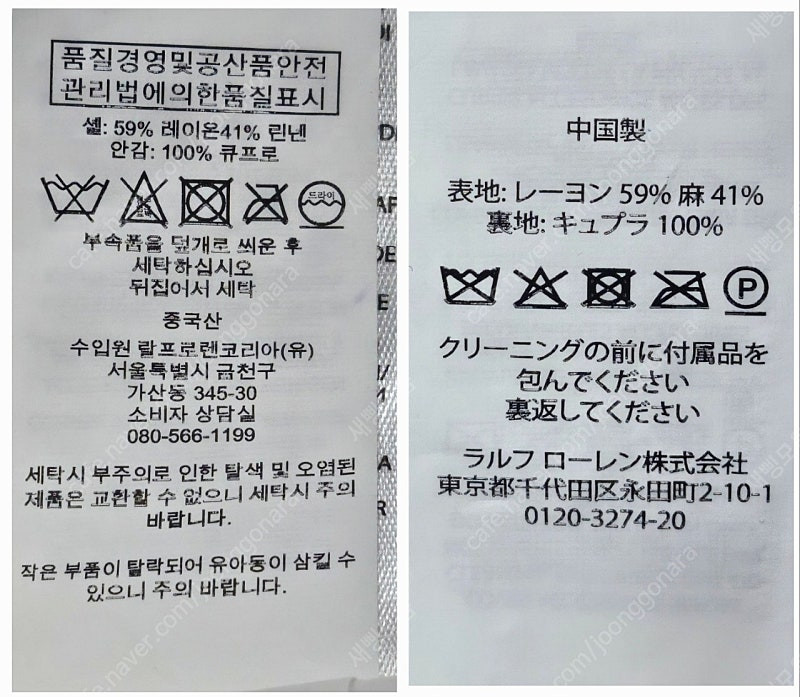 품질경영및공산품안전
관리법에의한품질표시
셸: 59% 레이온41% 린넨
안감: 100% 큐프로
드라이
부속품을 덮개로 씌운 후
세탁하십시오
뒤집어서 세탁
중국산
수입원 랄프로렌코리아(유)
서울특별시 금천구
가산동 345-30
소비자 상담실
080-566-1199
세탁시 부주의로 인한 탈색 및 오염된
제품은 교환할 수 없으니 세탁시 주의
바랍니다.
작은 부품이 탈락되어 유아동이 삼킬 수
있으니 주의 바랍니다.
中国製
表地: レーヨン 59% 麻 41%
裏地: キュプラ 100%
P
クリーニングの前に付属品を
包んでください
裏返してください
ラルフ ローレン株式会社
東京都千代田区永田町2-10-1
0120-3274-20
cafe.naver.com/joonggonara